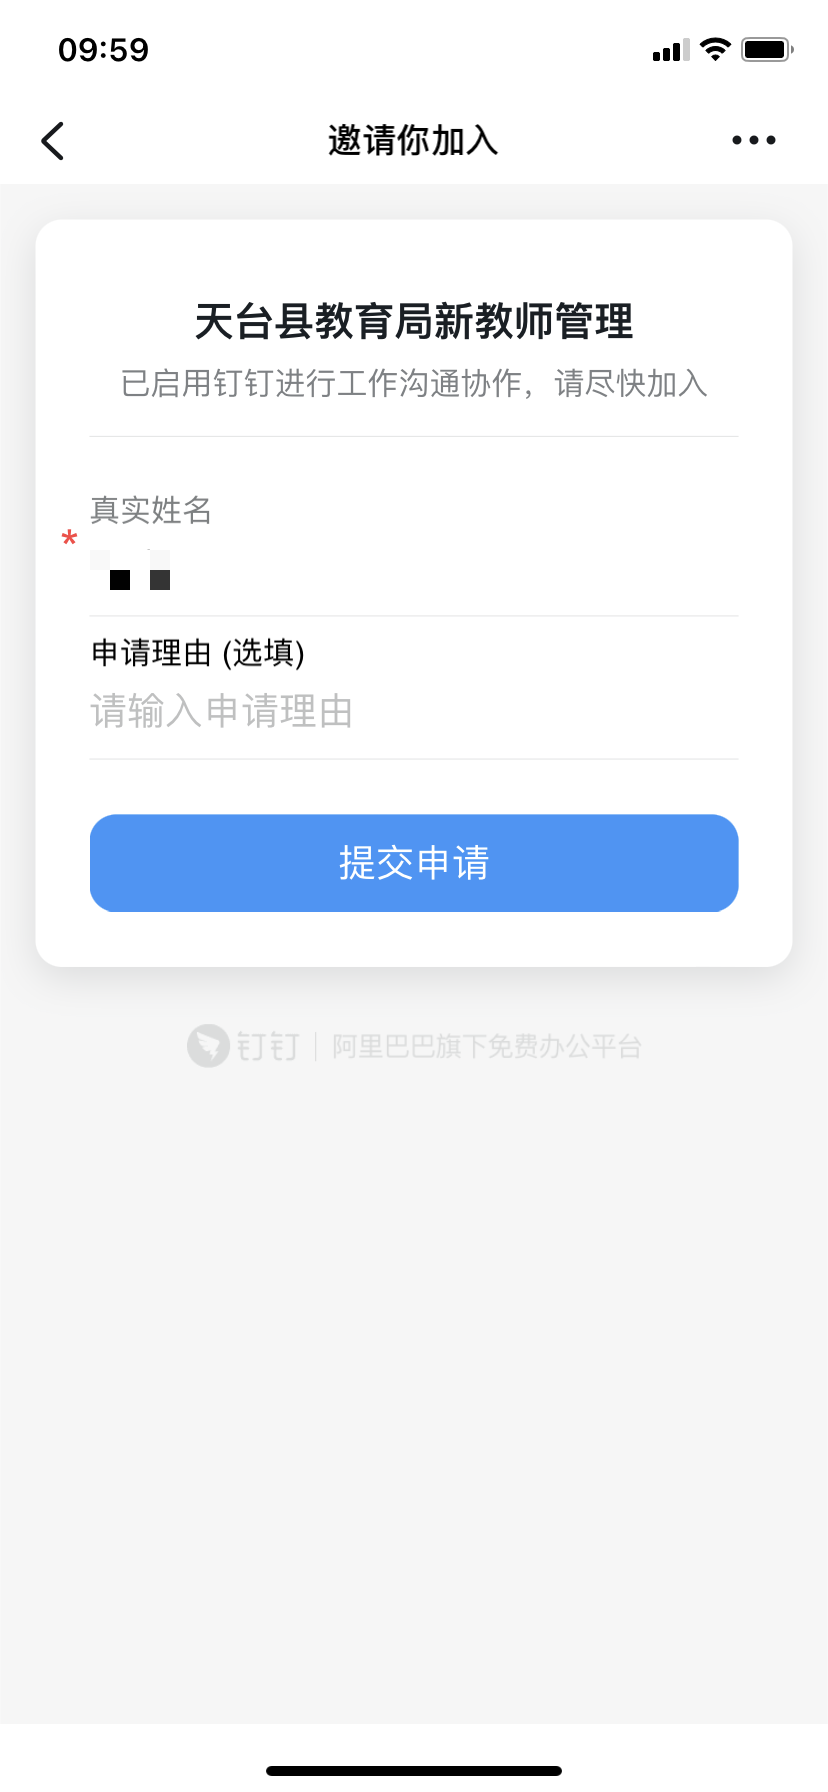 09:59
邀请你加入
天台县教育局新教师管理
已启用钉钉进行工作沟通协作，请尽快加入
真实姓名
*
申请理由 (选填)
请输入申请理由
提交申请
钉钉 | 阿里巴巴旗下免费办公平台